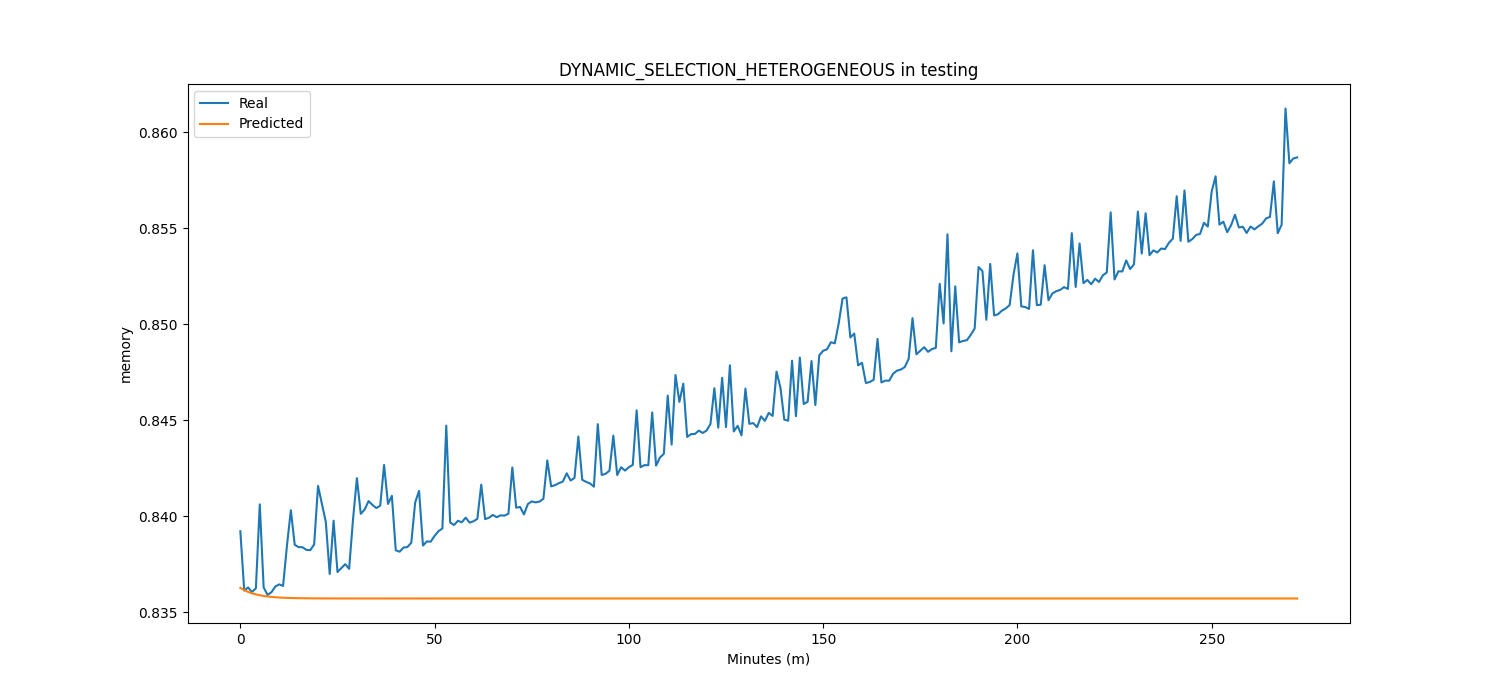 DYNAMIC_SELECTION_HETEROGENEOUS in testing
Real
Predicted
0.860
0.855
0.850
0.845
0.840
0.835
memory
0 50 100 150 200 250
Minutes (m)